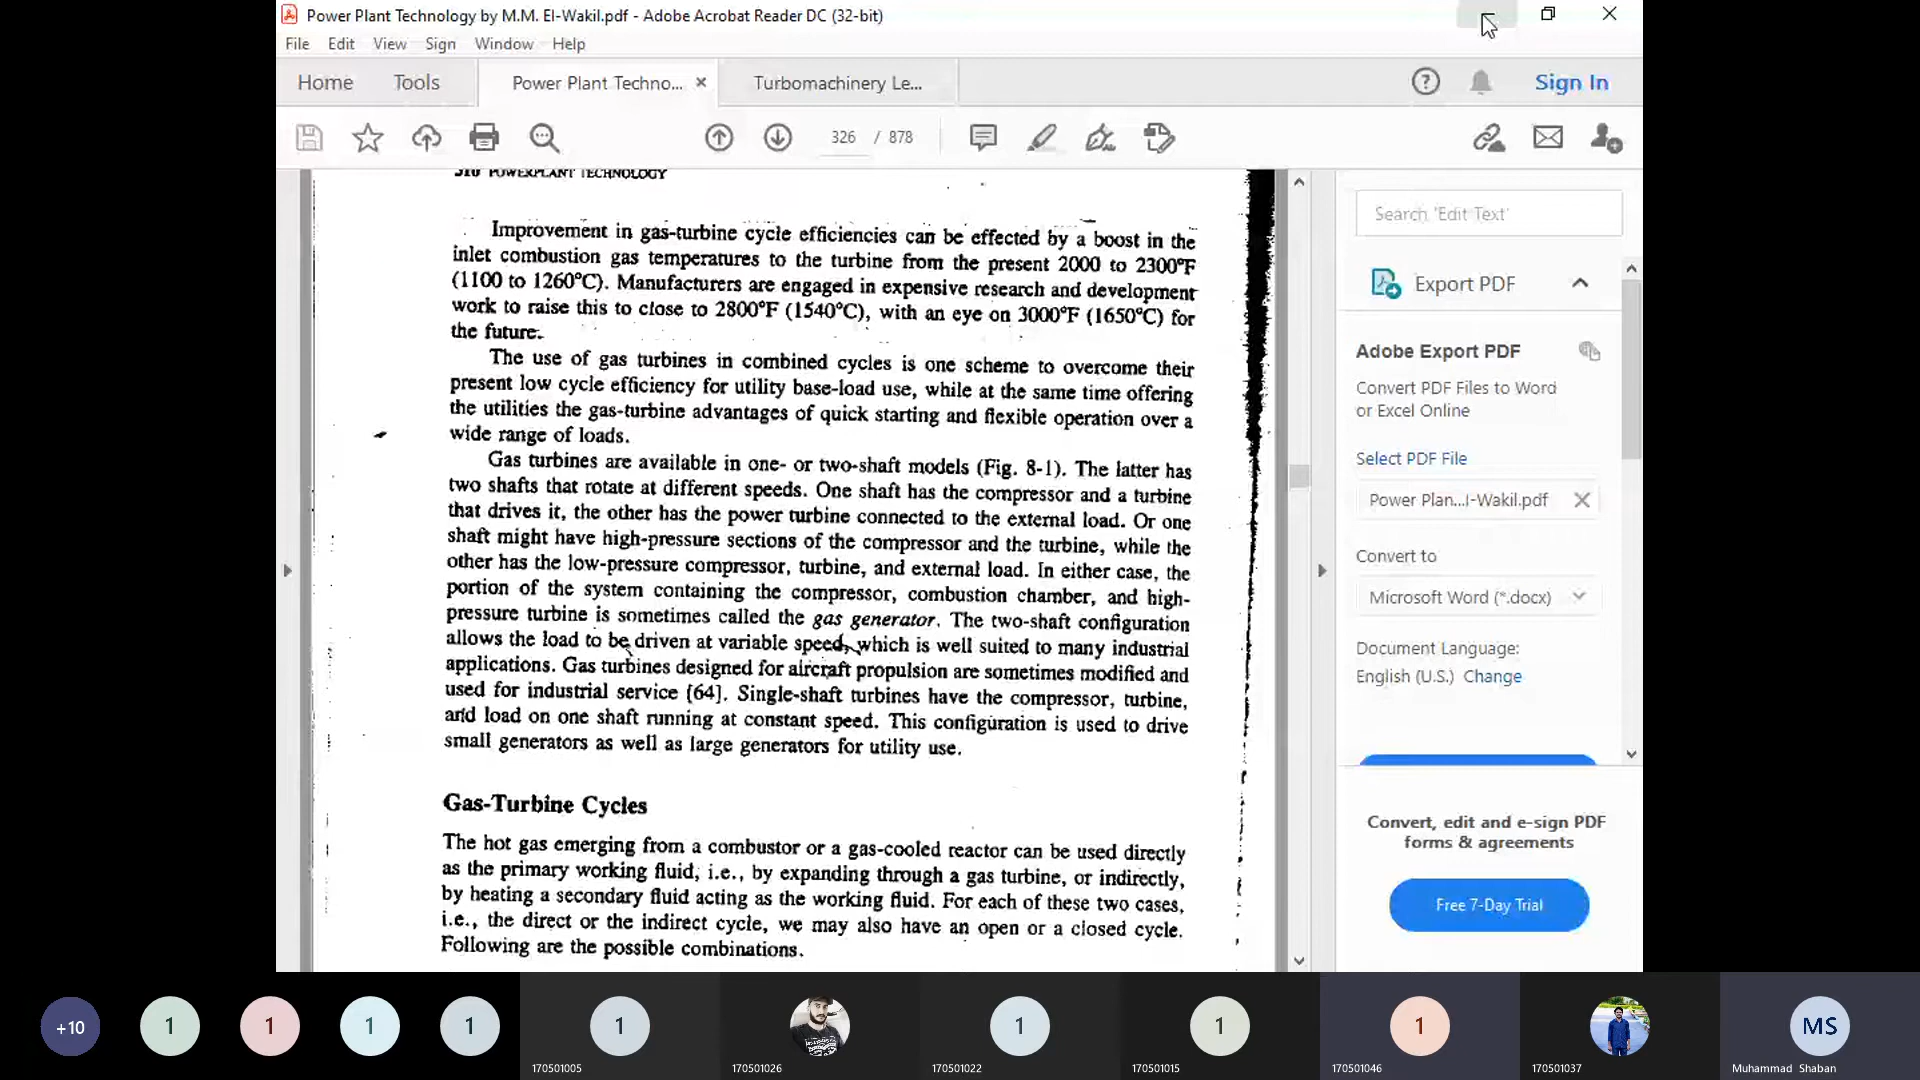 Power Plant Technology by M.M. El-Wakil.pdf - Adobe Acrobat Reader DC (32-bit)
File Edit View Sign Window Help
Home Tools Power Plant Techno... Turbomachinery Le... Sign In
326 / 878
310 POWERPLANT TECHNOLOGY
Improvement in gas-turbine cycle efficiencies can be effected by a boost in the
inlet combustion gas temperatures to the turbine from the present 2000 to 2300°F
(1100 to 1260°C). Manufacturers are engaged in expensive research and development
work to raise this to close to 2800°F (1540°C), with an eye on 3000°F (1650°C) for
the future.
The use of gas turbines in combined cycles is one scheme to overcome their
present low cycle efficiency for utility base-load use, while at the same time offering
the utilities the gas-turbine advantages of quick starting and flexible operation over a
wide range of loads.
Gas turbines are available in one- or two-shaft models (Fig. 8-1). The latter has
two shafts that rotate at different speeds. One shaft has the compressor and a turbine
that drives it, the other has the power turbine connected to the external load. Or one
shaft might have high-pressure sections of the compressor and the turbine, while the
other has the low-pressure compressor, turbine, and external load. In either case, the
portion of the system containing the compressor, combustion chamber, and high-
pressure turbine is sometimes called the gas generator. The two-shaft configuration
allows the load to be driven at variable speed, which is well suited to many industrial
applications. Gas turbines designed for aircraft propulsion are sometimes modified and
used for industrial service [64]. Single-shaft turbines have the compressor, turbine,
and load on one shaft running at constant speed. This configuration is used to drive
small generators as well as large generators for utility use.
Gas-Turbine Cycles
The hot gas emerging from a combustor or a gas-cooled reactor can be used directly
as the primary working fluid, i.e., by expanding through a gas turbine, or indirectly,
by heating a secondary fluid acting as the working fluid. For each of these two cases,
i.e., the direct or the indirect cycle, we may also have an open or a closed cycle.
Following are the possible combinations.
Search 'Edit Text'
Export PDF
Adobe Export PDF
Convert PDF Files to Word
or Excel Online
Select PDF File
Power Plan...l-Wakil.pdf
Convert to
Microsoft Word (*.docx)
Document Language:
English (U.S.) Change
Convert, edit and e-sign PDF
forms & agreements
Free 7-Day Trial
+10 1 1 1 1 1 1 1 1 MS
170501005 170501026 170501022 170501015 170501046 170501037 Muhammad Shaban